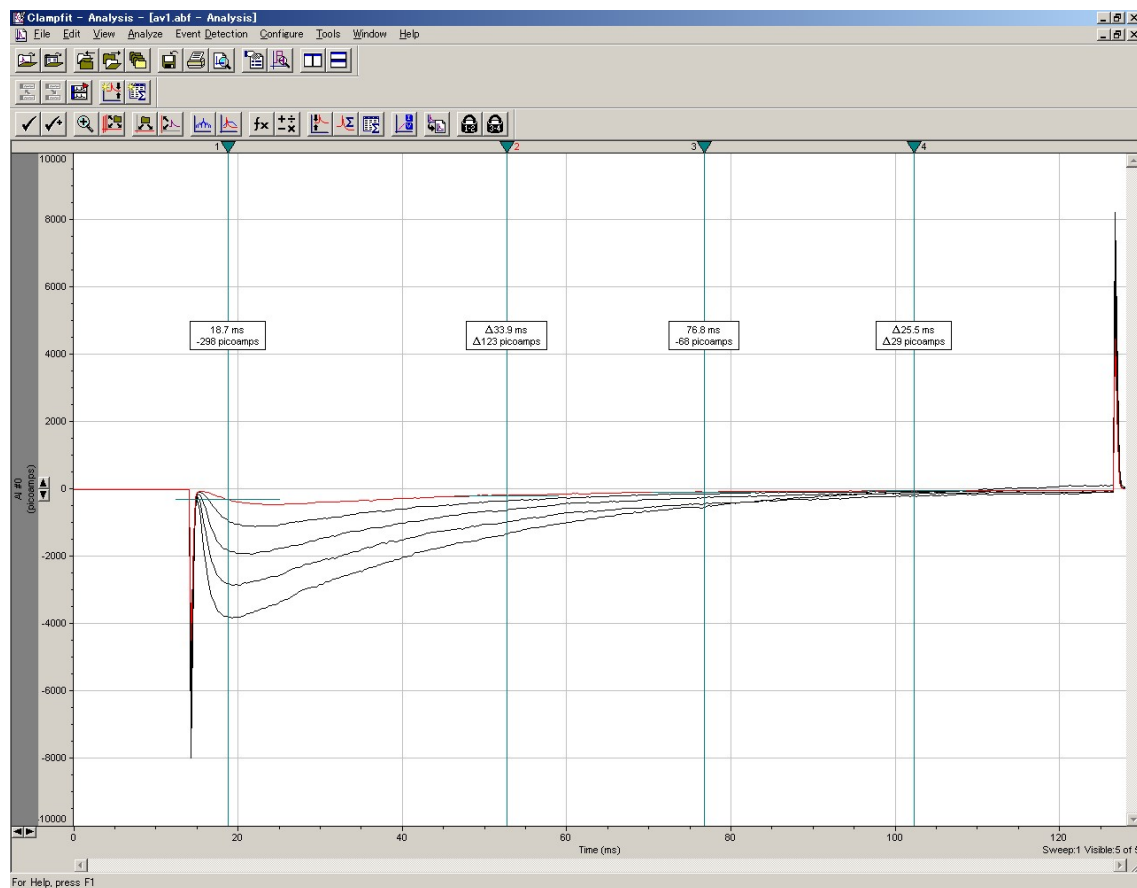 Clampfit - Analysis - [av1.abf - Analysis]
File Edit View Analyze Event Detection Configure Tools Window Help
1 2 3 4
10000
8000
6000
4000
2000
0
-2000
-4000
-6000
-8000
-10000
AI #0
(picoamps)
18.7 ms
-298 picoamps
Δ33.9 ms
Δ123 picoamps
76.8 ms
-68 picoamps
Δ25.5 ms
Δ29 picoamps
0 20 40 60 80 100 120
Time (ms)
Sweep:1 Visible:5 of 5
For Help, press F1